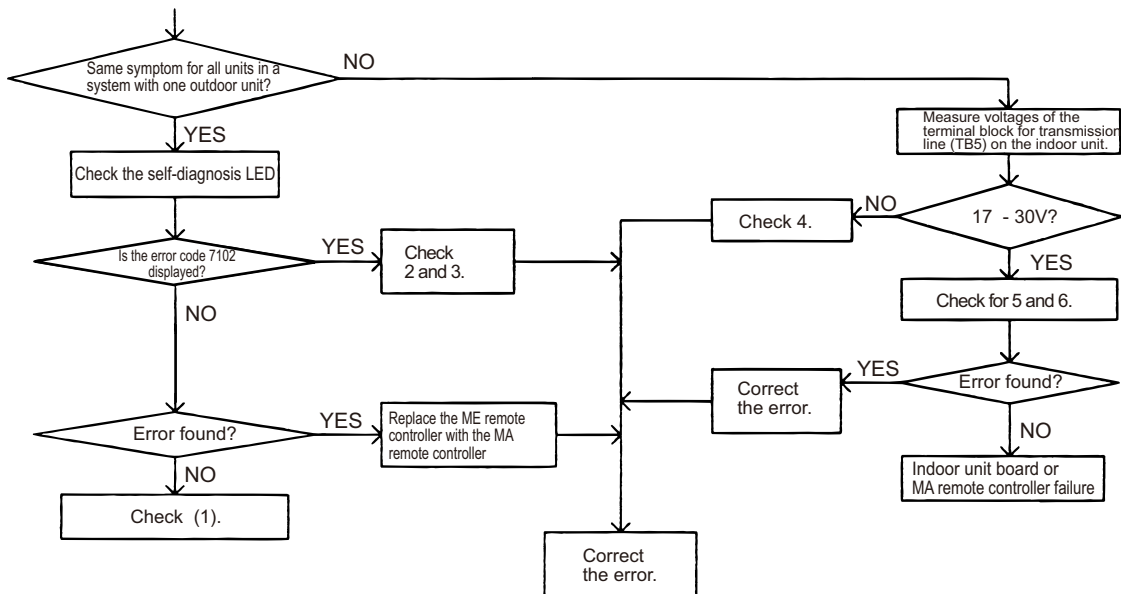 Same symptom for all units in a
system with one outdoor unit?
NO
YES
Measure voltages of the
terminal block for transmission
line (TB5) on the indoor unit.
Check the self-diagnosis LED
17 - 30V?
NO
Check 4.
YES
Is the error code 7102
displayed?
YES
Check
2 and 3.
NO
Check for 5 and 6.
Error found?
YES
Correct
the error.
NO
Indoor unit board or
MA remote controller failure
Error found?
YES
Replace the ME remote
controller with the MA
remote controller
NO
Check (1).
Correct
the error.